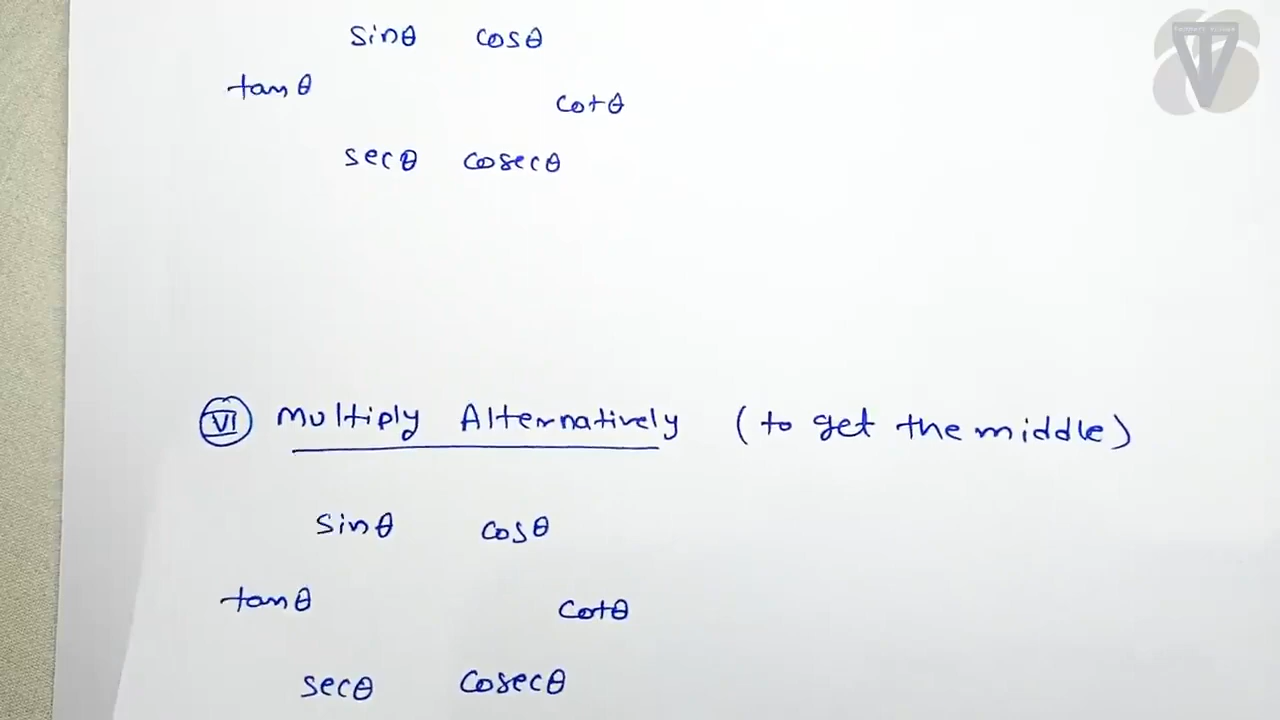 sinθ cosθ
tanθ
cotθ
secθ cosecθ
VI Multiply Alternatively (to get the middle)
sinθ cosθ
tanθ cotθ
secθ cosecθ